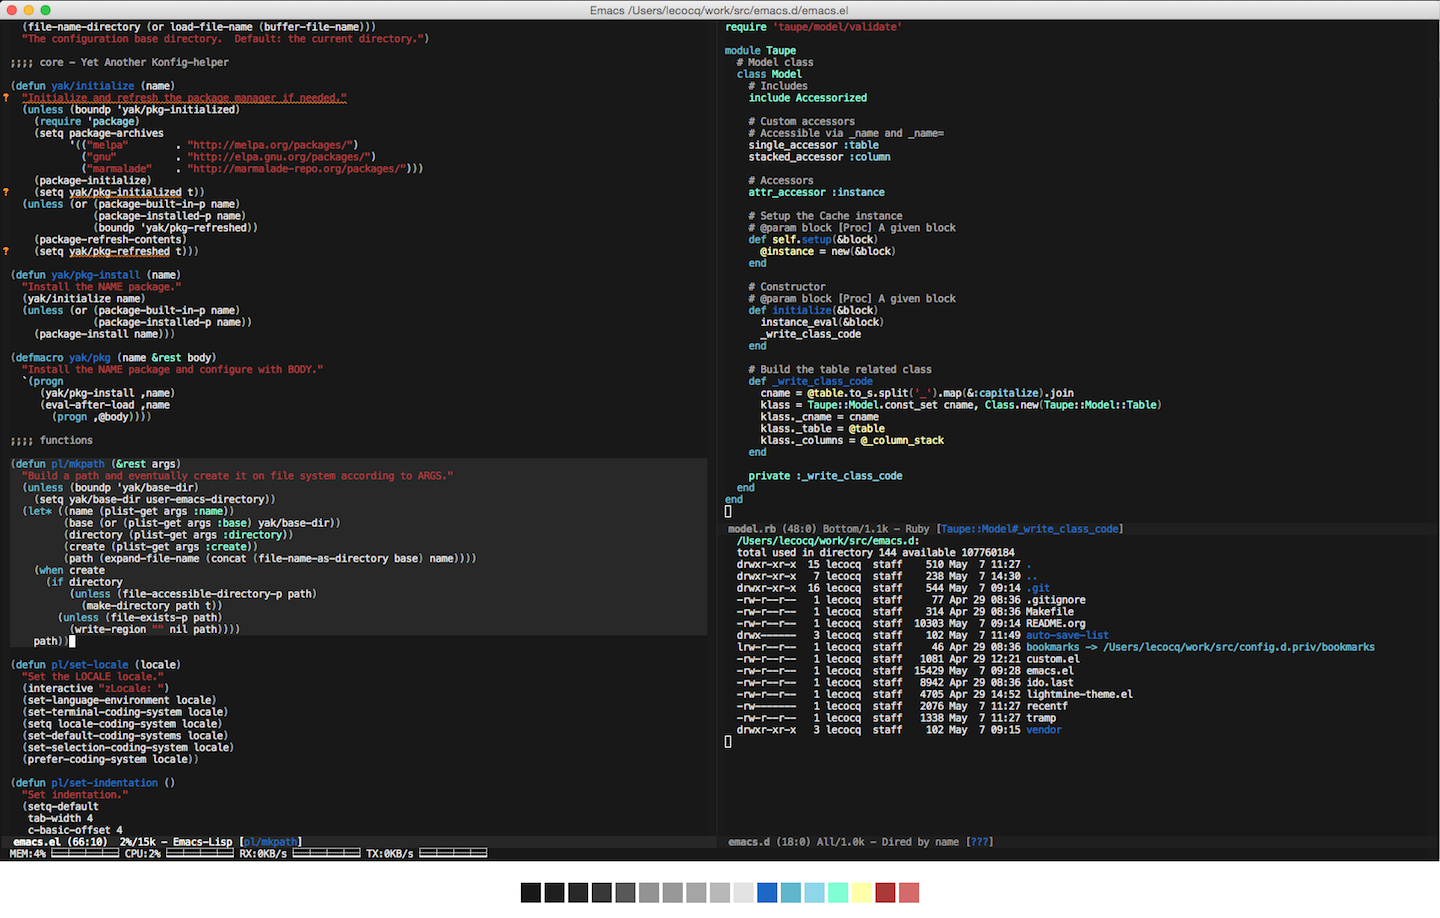 Emacs /Users/lecocq/work/src/emacs.d/emacs.el
(file-name-directory (or load-file-name (buffer-file-name)))
"The configuration base directory.  Default: the current directory.")
;;;; core - Yet Another Konfig-helper
(defun yak/initialize (name)
? "Initialize and refresh the package manager if needed."
(unless (boundp 'yak/pkg-initialized)
(require 'package)
(setq package-archives
'(("melpa"        . "http://melpa.org/packages/")
("gnu"          . "http://elpa.gnu.org/packages/")
("marmalade"    . "http://marmalade-repo.org/packages/")))
(package-initialize)
? (setq yak/pkg-initialized t))
(unless (or (package-built-in-p name)
(package-installed-p name)
(boundp 'yak/pkg-refreshed))
(package-refresh-contents)
? (setq yak/pkg-refreshed t)))
(defun yak/pkg-install (name)
"Install the NAME package."
(yak/initialize name)
(unless (or (package-built-in-p name)
(package-installed-p name))
(package-install name)))
(defmacro yak/pkg (name &rest body)
"Install the NAME package and configure with BODY."
`(progn
(yak/pkg-install ,name)
(eval-after-load ,name
(progn ,@body))))
;;;; functions
(defun pl/mkpath (&rest args)
"Build a path and eventually create it on file system according to ARGS."
(unless (boundp 'yak/base-dir)
(setq yak/base-dir user-emacs-directory))
(let* ((name (plist-get args :name))
(base (or (plist-get args :base) yak/base-dir))
(directory (plist-get args :directory))
(create (plist-get args :create))
(path (expand-file-name (concat (file-name-as-directory base) name))))
(when create
(if directory
(unless (file-accessible-directory-p path)
(make-directory path t))
(unless (file-exists-p path)
(write-region "" nil path))))
path))
(defun pl/set-locale (locale)
"Set the LOCALE locale."
(interactive "zLocale: ")
(set-language-environment locale)
(set-terminal-coding-system locale)
(setq locale-coding-system locale)
(set-default-coding-systems locale)
(set-selection-coding-system locale)
(prefer-coding-system locale))
(defun pl/set-indentation ()
"Set indentation."
(setq-default
tab-width 4
c-basic-offset 4
emacs.el (66:10)  2%/15k - Emacs-Lisp [pl/mkpath]
MEM:4% CPU:2% RX:0KB/s TX:0KB/s
require 'taupe/model/validate'
module Taupe
# Model class
class Model
# Includes
include Accessorized
# Custom accessors
# Accessible via _name and _name=
single_accessor :table
stacked_accessor :column
# Accessors
attr_accessor :instance
# Setup the Cache instance
# @param block [Proc] A given block
def self.setup(&block)
@instance = new(&block)
end
# Constructor
# @param block [Proc] A given block
def initialize(&block)
instance_eval(&block)
_write_class_code
end
# Build the table related class
def _write_class_code
cname = @table.to_s.split('_').map(&:capitalize).join
klass = Taupe::Model.const_set cname, Class.new(Taupe::Model::Table)
klass._cname = cname
klass._table = @table
klass._columns = @_column_stack
end
private :_write_class_code
end
end
model.rb (48:0) Bottom/1.1k - Ruby [Taupe::Model#_write_class_code]
/Users/lecocq/work/src/emacs.d:
total used in directory 144 available 107760184
drwxr-xr-x  15 lecocq  staff    510 May  7 11:27 .
drwxr-xr-x   7 lecocq  staff    238 May  7 14:30 ..
drwxr-xr-x  16 lecocq  staff    544 May  7 09:14 .git
-rw-r--r--   1 lecocq  staff     77 Apr 29 08:36 .gitignore
-rw-r--r--   1 lecocq  staff    314 Apr 29 08:36 Makefile
-rw-r--r--   1 lecocq  staff  10303 May  7 09:14 README.org
drwx------   3 lecocq  staff    102 May  7 11:49 auto-save-list
lrw-r--r--   1 lecocq  staff     46 Apr 29 08:36 bookmarks -> /Users/lecocq/work/src/config.d.priv/bookmarks
-rw-r--r--   1 lecocq  staff   1081 Apr 29 12:21 custom.el
-rw-r--r--   1 lecocq  staff  15429 May  7 09:28 emacs.el
-rw-r--r--   1 lecocq  staff   8942 Apr 29 08:36 ido.last
-rw-r--r--   1 lecocq  staff   4705 Apr 29 14:52 lightmine-theme.el
-rw-------   1 lecocq  staff   2076 May  7 11:27 recentf
-rw-r--r--   1 lecocq  staff   1338 May  7 11:27 tramp
drwxr-xr-x   3 lecocq  staff    102 May  7 09:15 vendor
emacs.d (18:0) All/1.0k - Dired by name [???]